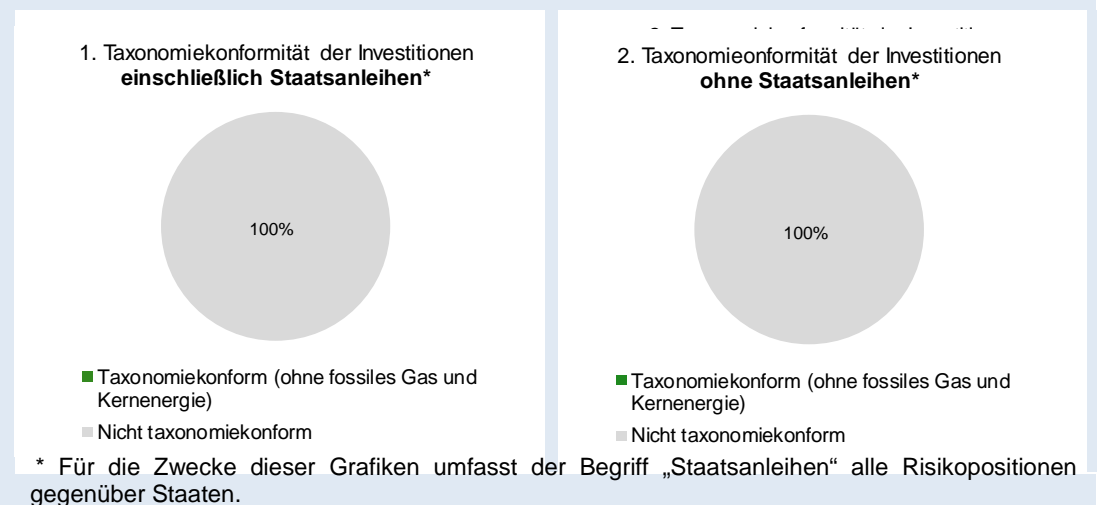 1. Taxonomiekonformität der Investitionen
einschließlich Staatsanleihen*
100%
Taxonomiekonform (ohne fossiles Gas und
Kernenergie)
Nicht taxonomiekonform
2. Taxonomieonformität der Investitionen
ohne Staatsanleihen*
100%
Taxonomiekonform (ohne fossiles Gas und
Kernenergie)
Nicht taxonomiekonform
* Für die Zwecke dieser Grafiken umfasst der Begriff „Staatsanleihen“ alle Risikopositionen
gegenüber Staaten.